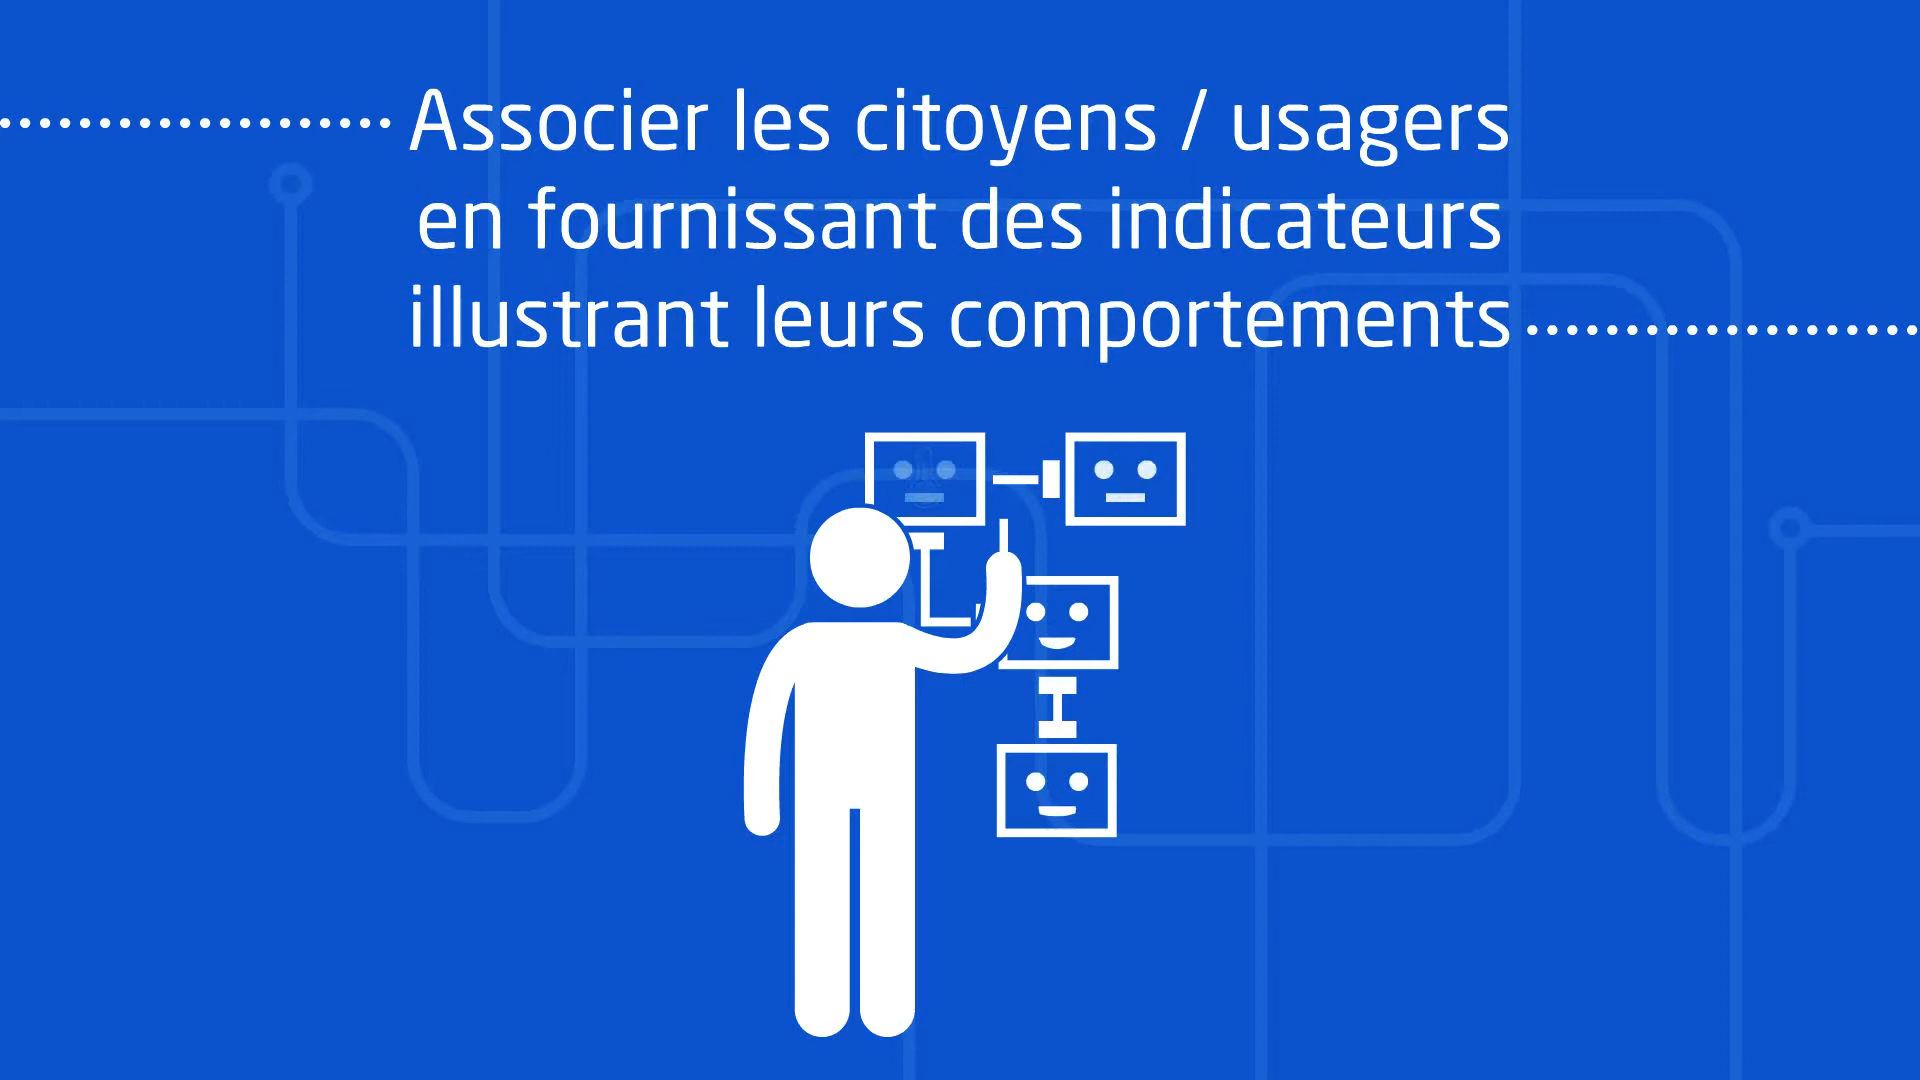 Associer les citoyens / usagers
en fournissant des indicateurs
illustrant leurs comportements